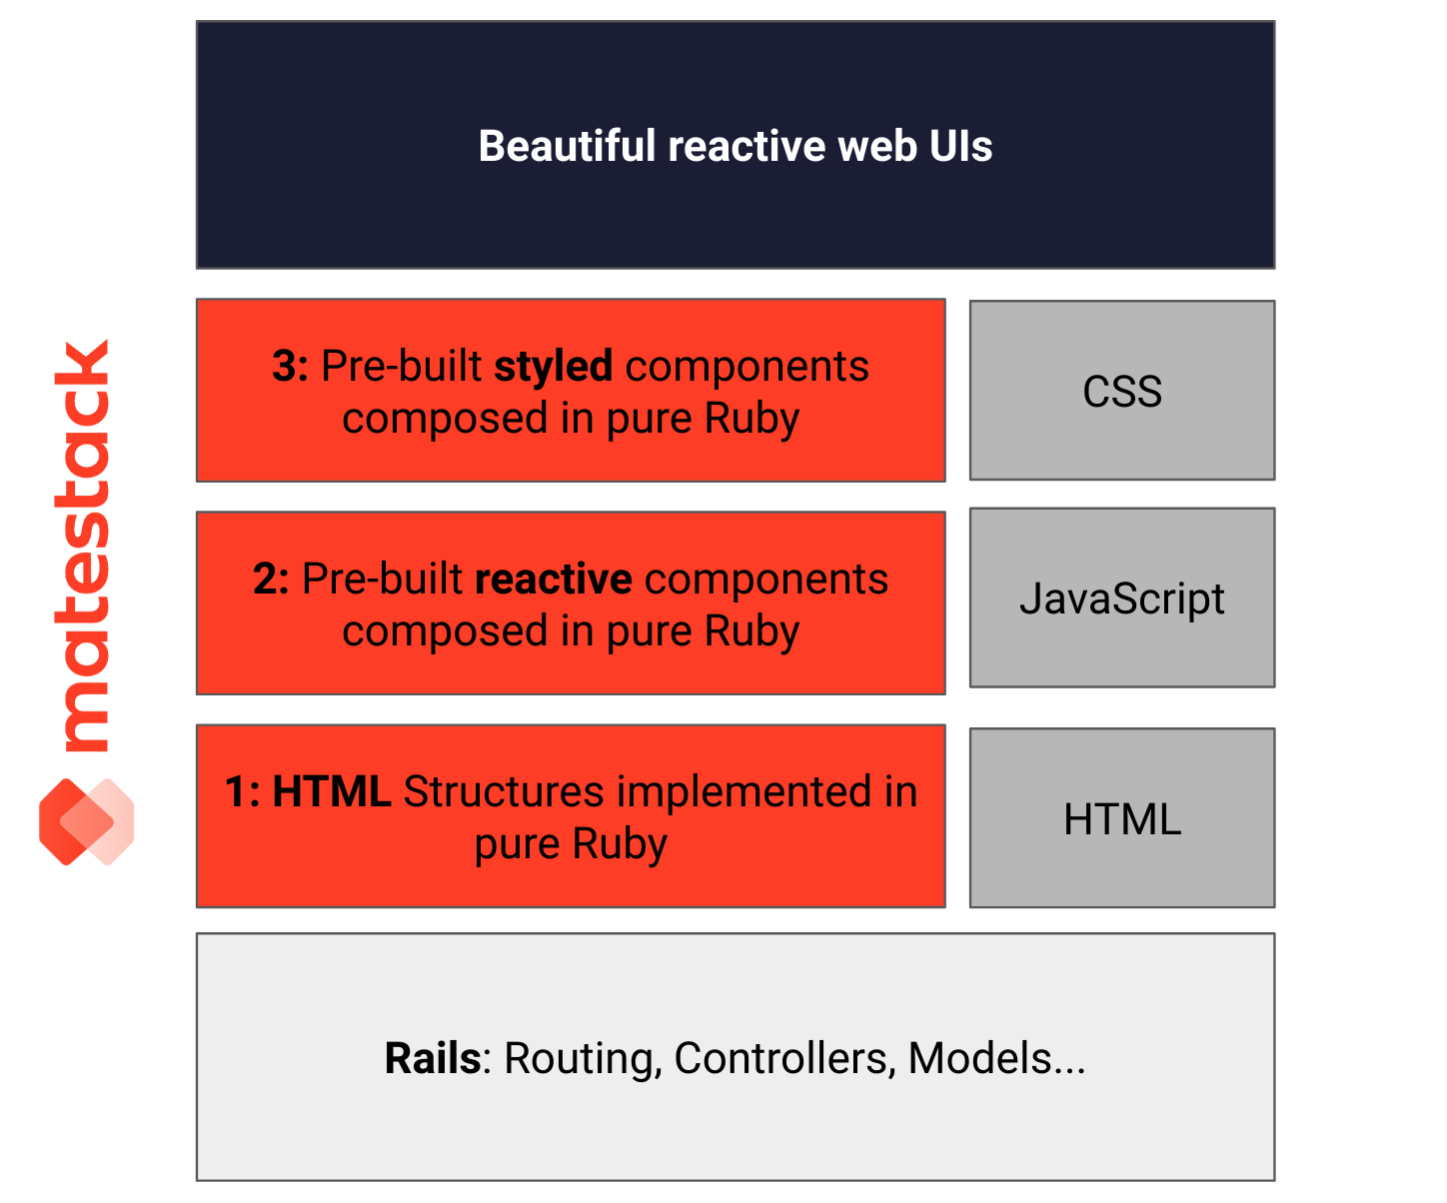 Beautiful reactive web UIs
matestack
3: Pre-built styled components
composed in pure Ruby
CSS
2: Pre-built reactive components
composed in pure Ruby
JavaScript
1: HTML Structures implemented in
pure Ruby
HTML
Rails: Routing, Controllers, Models...